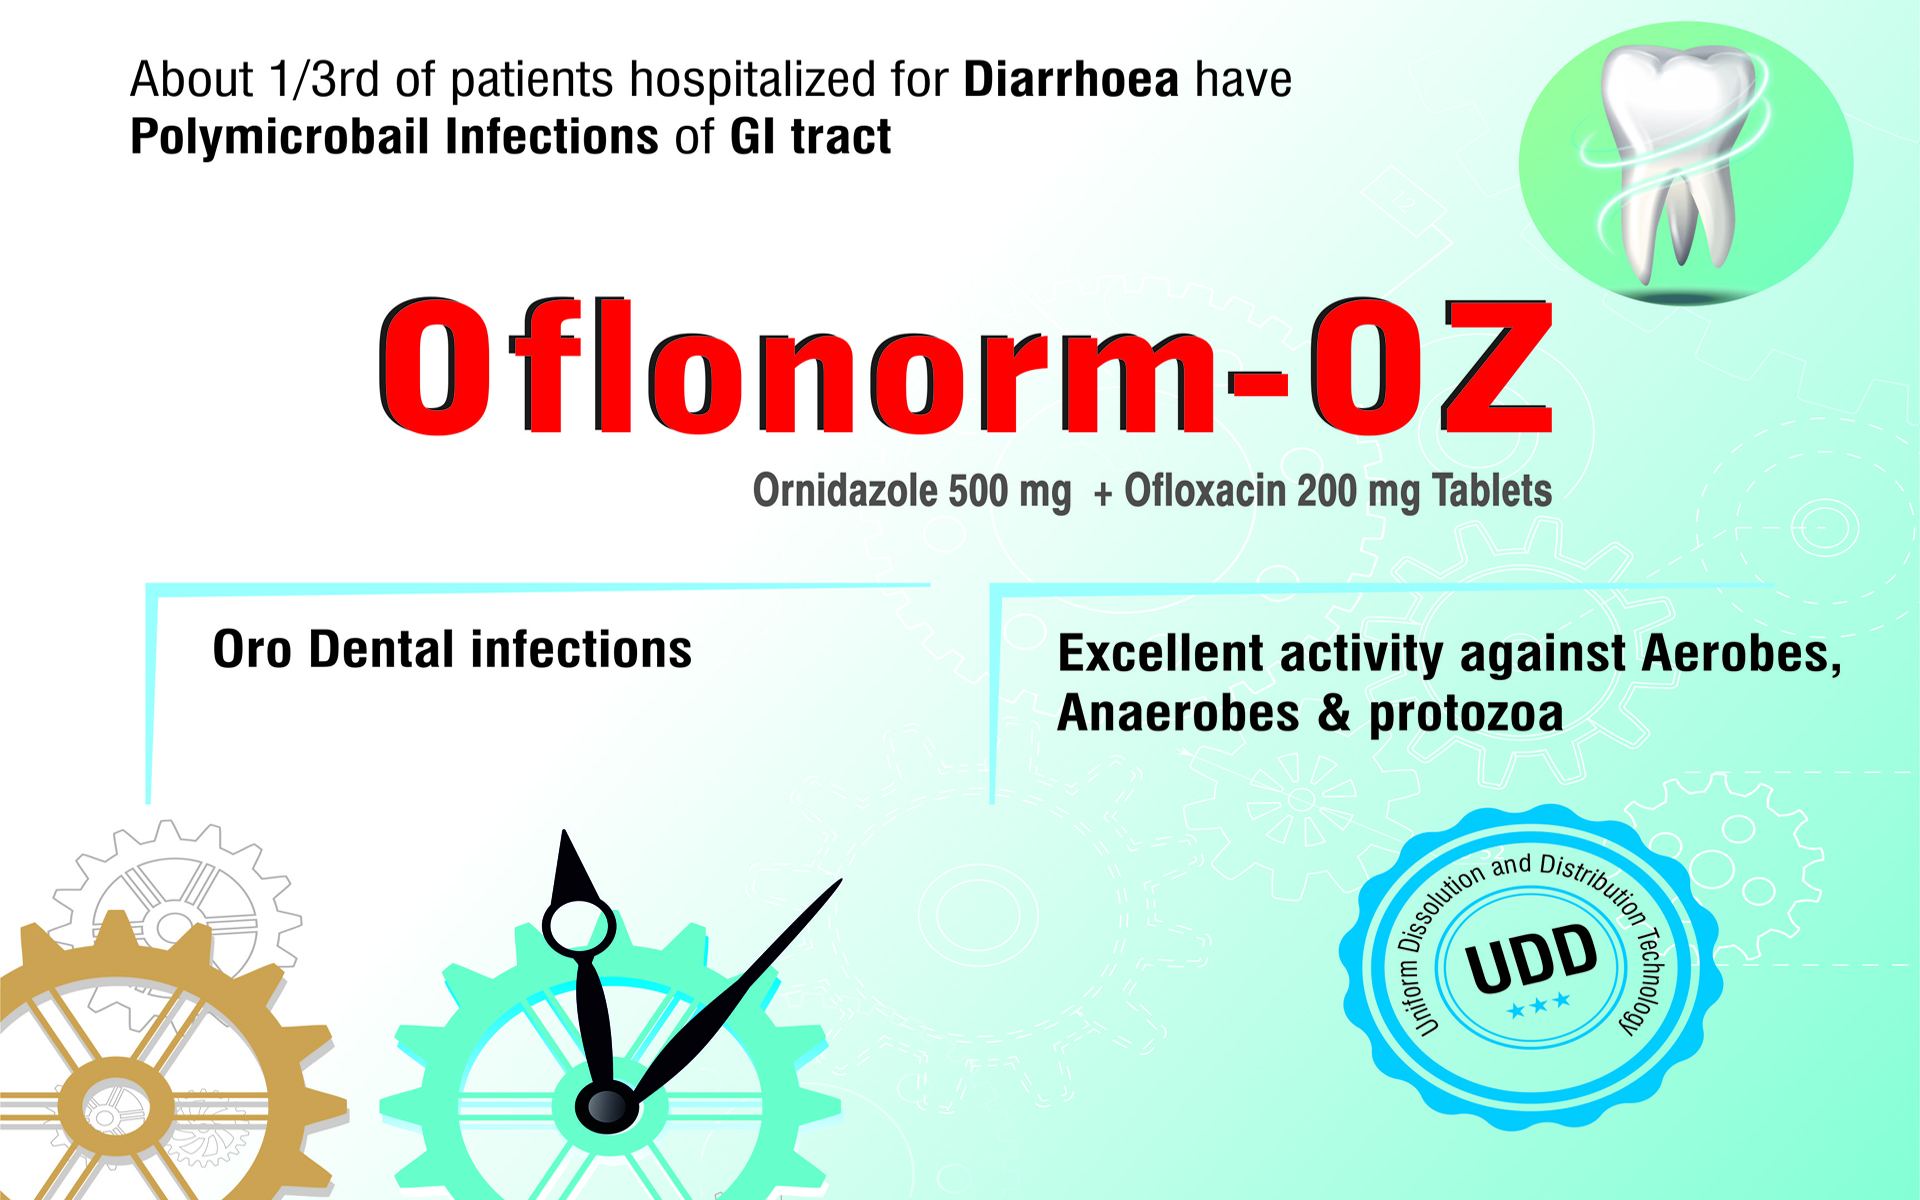 About 1/3rd of patients hospitalized for Diarrhoea have
Polymicrobail Infections of GI tract
Oflonorm-OZ
Ornidazole 500 mg + Ofloxacin 200 mg Tablets
Oro Dental infections
Excellent activity against Aerobes,
Anaerobes & protozoa
Uniform Dissolution and Distribution Technology
UDD